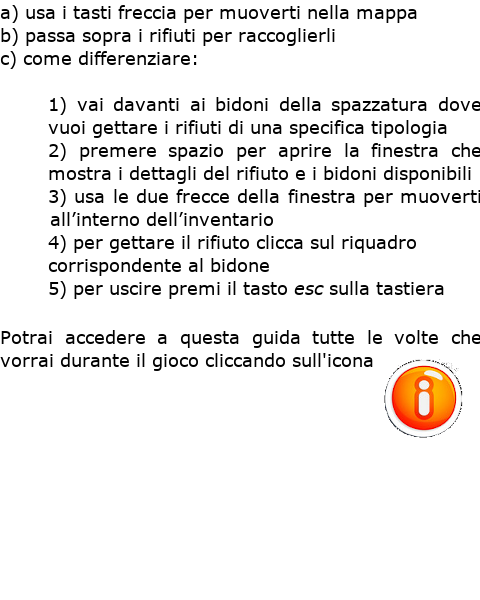 a) usa i tasti freccia per muoverti nella mappa
b) passa sopra i rifiuti per raccoglierli
c) come differenziare:
1) vai davanti ai bidoni della spazzatura dove
vuoi gettare i rifiuti di una specifica tipologia
2) premere spazio per aprire la finestra che
mostra i dettagli del rifiuto e i bidoni disponibili
3) usa le due frecce della finestra per muoverti
all’interno dell’inventario
4) per gettare il rifiuto clicca sul riquadro
corrispondente al bidone
5) per uscire premi il tasto esc sulla tastiera
Potrai accedere a questa guida tutte le volte che
vorrai durante il gioco cliccando sull'icona
i